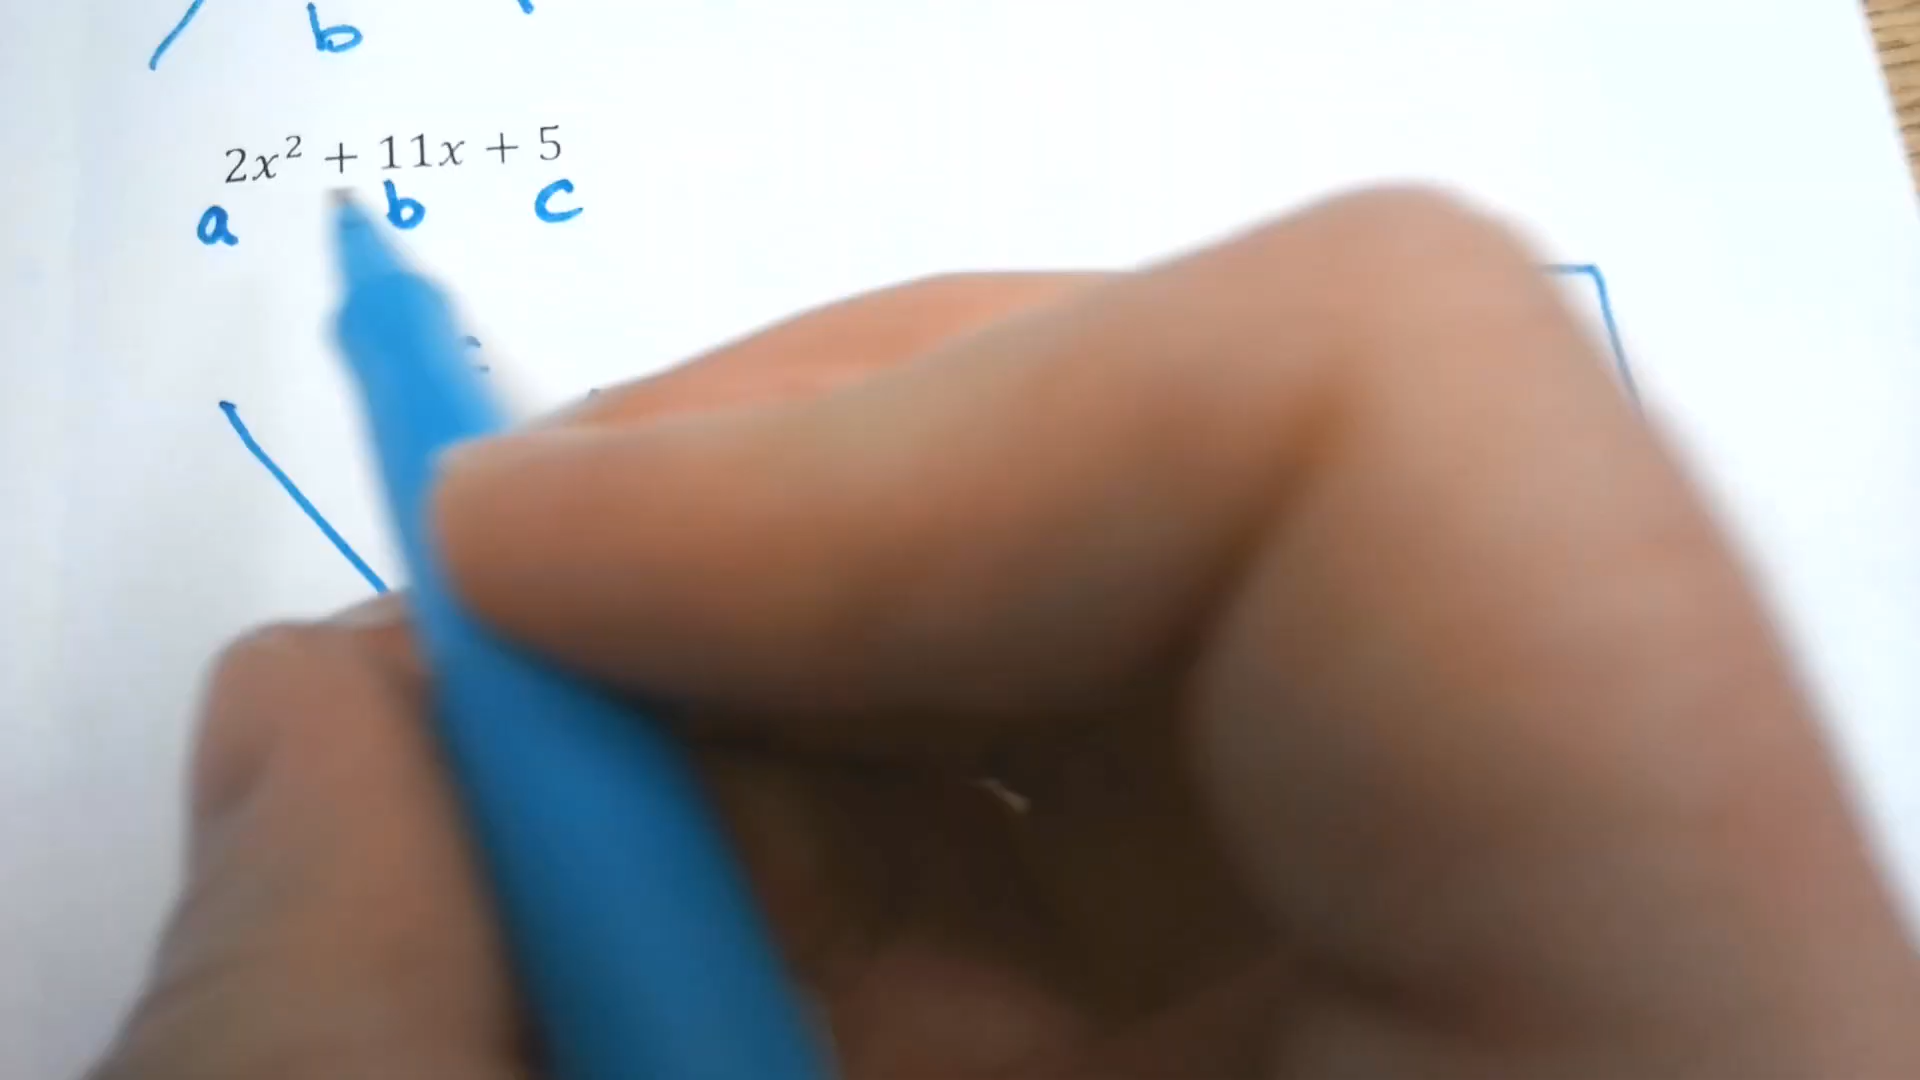 b
2x² + 11x + 5
a b c